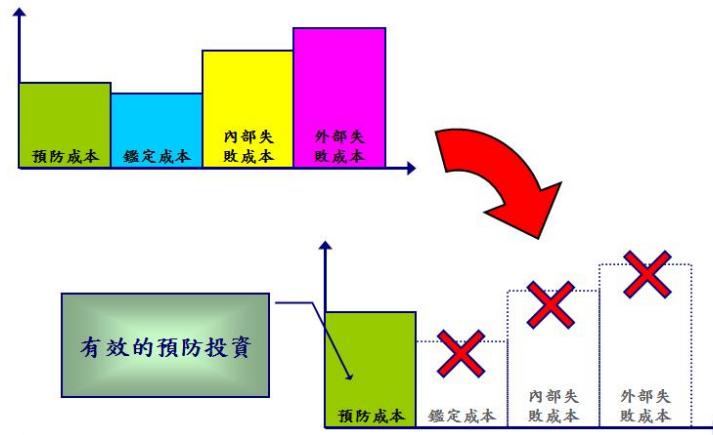 預防成本
鑑定成本
內部失
敗成本
外部失
敗成本
有效的預防投資
預防成本
鑑定成本
內部失
敗成本
外部失
敗成本